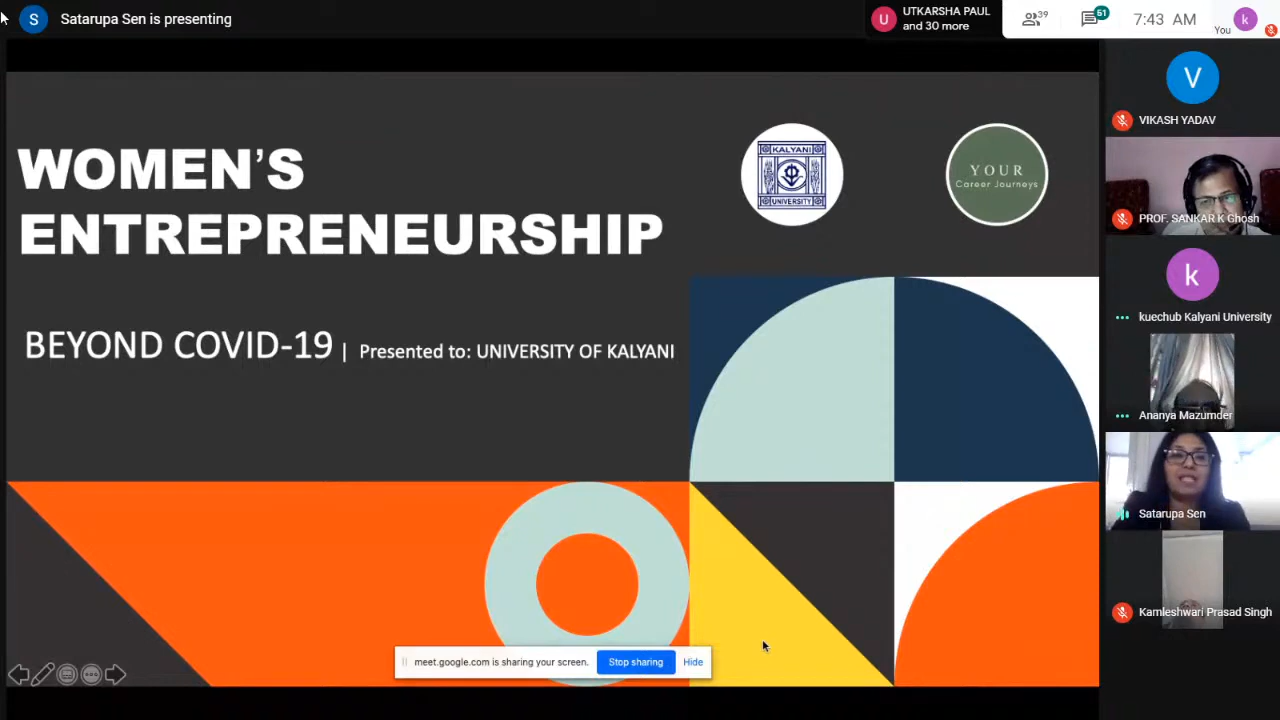 S Satarupa Sen is presenting
U UTKARSHA PAUL
and 30 more
39
51
7:43 AM
You
k
WOMEN'S
ENTREPRENEURSHIP
BEYOND COVID-19 | Presented to: UNIVERSITY OF KALYANI
KALYANI
UNIVERSITY
YOUR
Career Journeys
V
VIKASH YADAV
PROF. SANKAR K Ghosh
k
kuechub Kalyani University
Ananya Mazumder
Satarupa Sen
Kamleshwari Prasad Singh
meet.google.com is sharing your screen. Stop sharing Hide